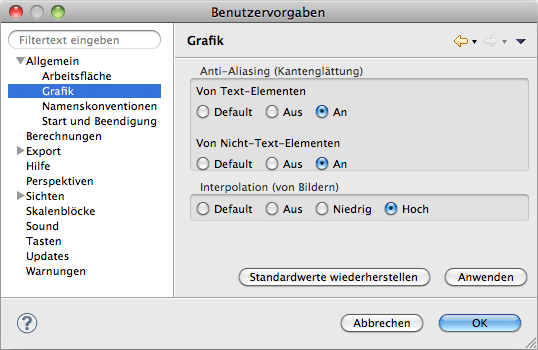 Benutzervorgaben
Filtertext eingeben
Allgemein
Arbeitsfläche
Grafik
Namenskonventionen
Start und Beendigung
Berechnungen
Export
Hilfe
Perspektiven
Sichten
Skalenblöcke
Sound
Tasten
Updates
Warnungen
Grafik
Anti-Aliasing (Kantenglättung)
Von Text-Elementen
Default Aus An
Von Nicht-Text-Elementen
Default Aus An
Interpolation (von Bildern)
Default Aus Niedrig Hoch
Standardwerte wiederherstellen Anwenden
? Abbrechen OK